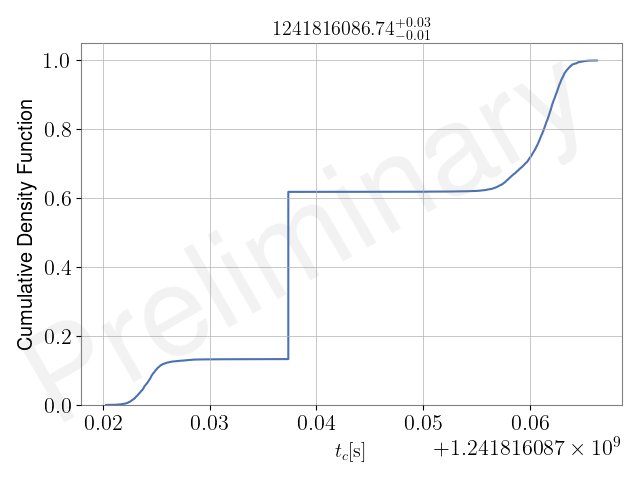 1241816086.74^{+0.03}_{-0.01}
Cumulative Density Function
1.0
0.8
0.6
0.4
0.2
0.0
0.02 0.03 0.04 0.05 0.06
t_c[s]
+1.241816087 × 10^9
Preliminary